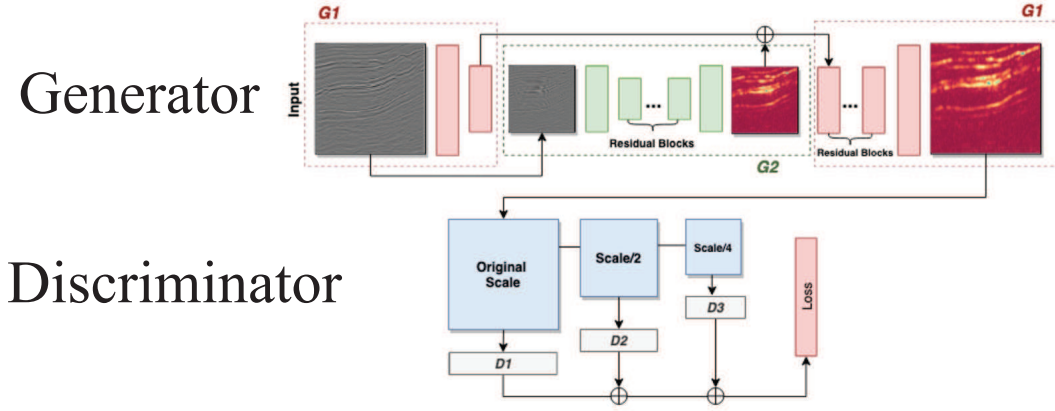 G1
G1
Generator
Input
...
...
Residual Blocks
Residual Blocks
G2
Discriminator
Original
Scale
Scale/2
Scale/4
D1
D2
D3
Loss